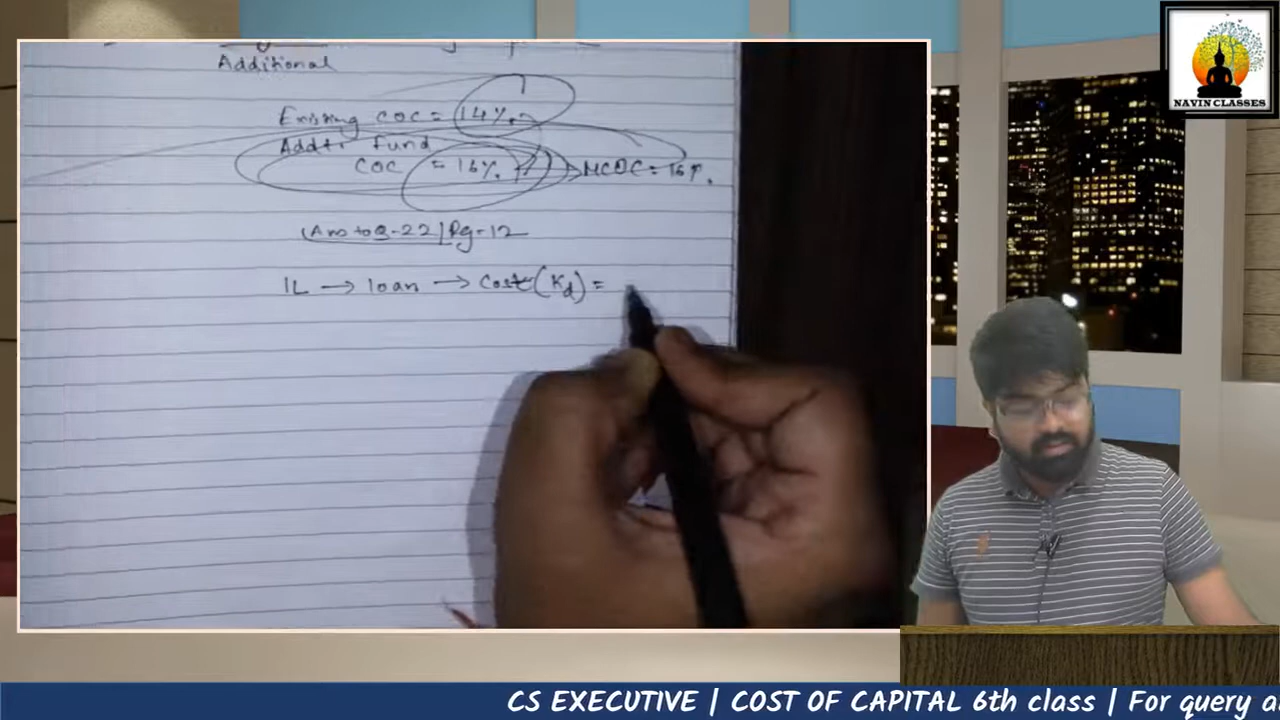 Additional
Existing COC = 14%.
Addtn Fund
COC = 16% → MCOC = 16%.
Ans to Q-22 | Pg-12
1L → loan → Cost (Kd) =
NAVIN CLASSES
CS EXECUTIVE | COST OF CAPITAL 6th class | For query a